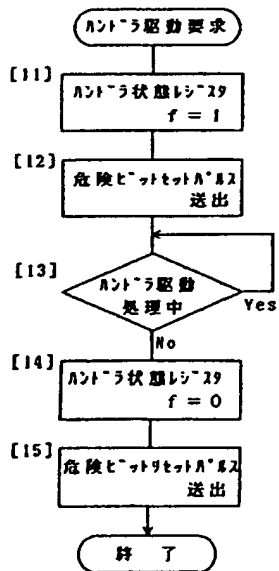 ハンドラ駆動要求
[11]
ハンドラ状態レジスタ
f = 1
[12]
危険ビットセットパルス
送出
[13]
ハンドラ駆動
処理中
Yes
No
[14]
ハンドラ状態レジスタ
f = 0
[15]
危険ビットリセットパルス
送出
終 了